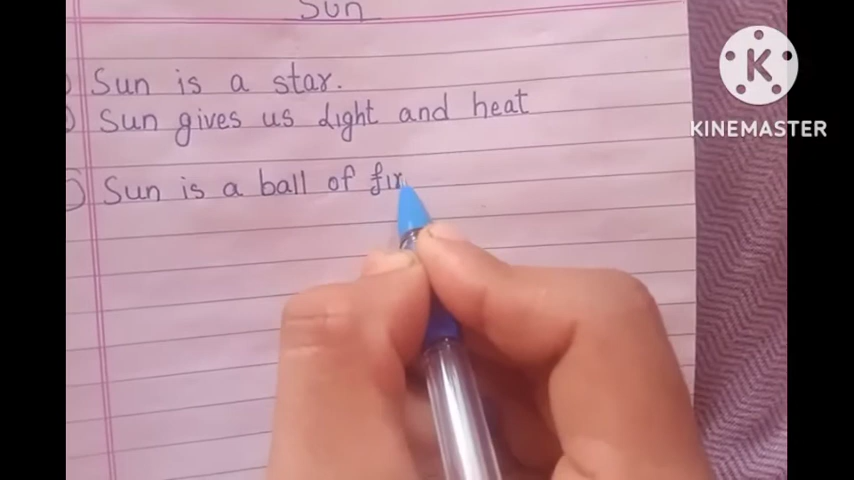 Sun
Sun is a star.
Sun gives us light and heat
Sun is a ball of fir
K
KINEMASTER